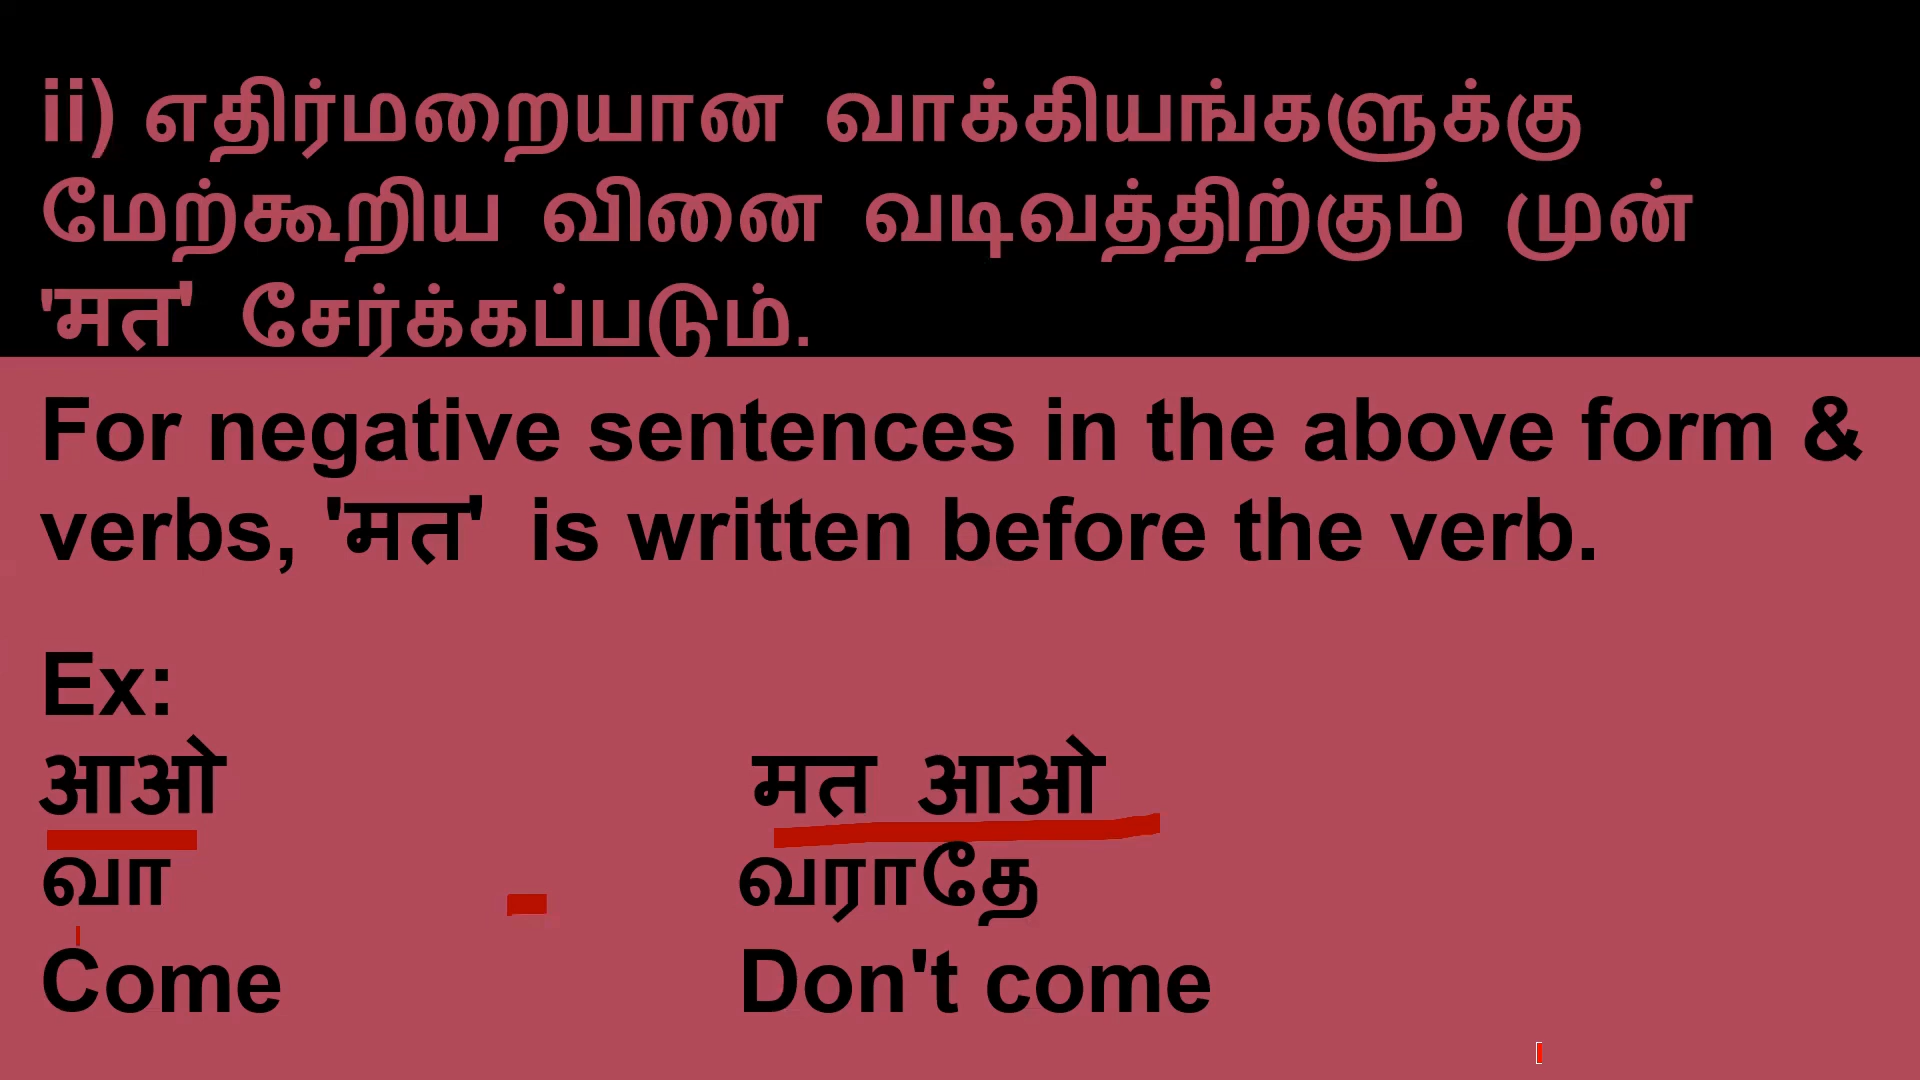 ii) எதிர்மறையான வாக்கியங்களுக்கு
மேற்கூறிய வினை வடிவத்திற்கும் முன்
'मत' சேர்க்கப்படும்.
For negative sentences in the above form &
verbs, 'मत' is written before the verb.
Ex:
आओ मत आओ
வா வராதே
Come Don't come